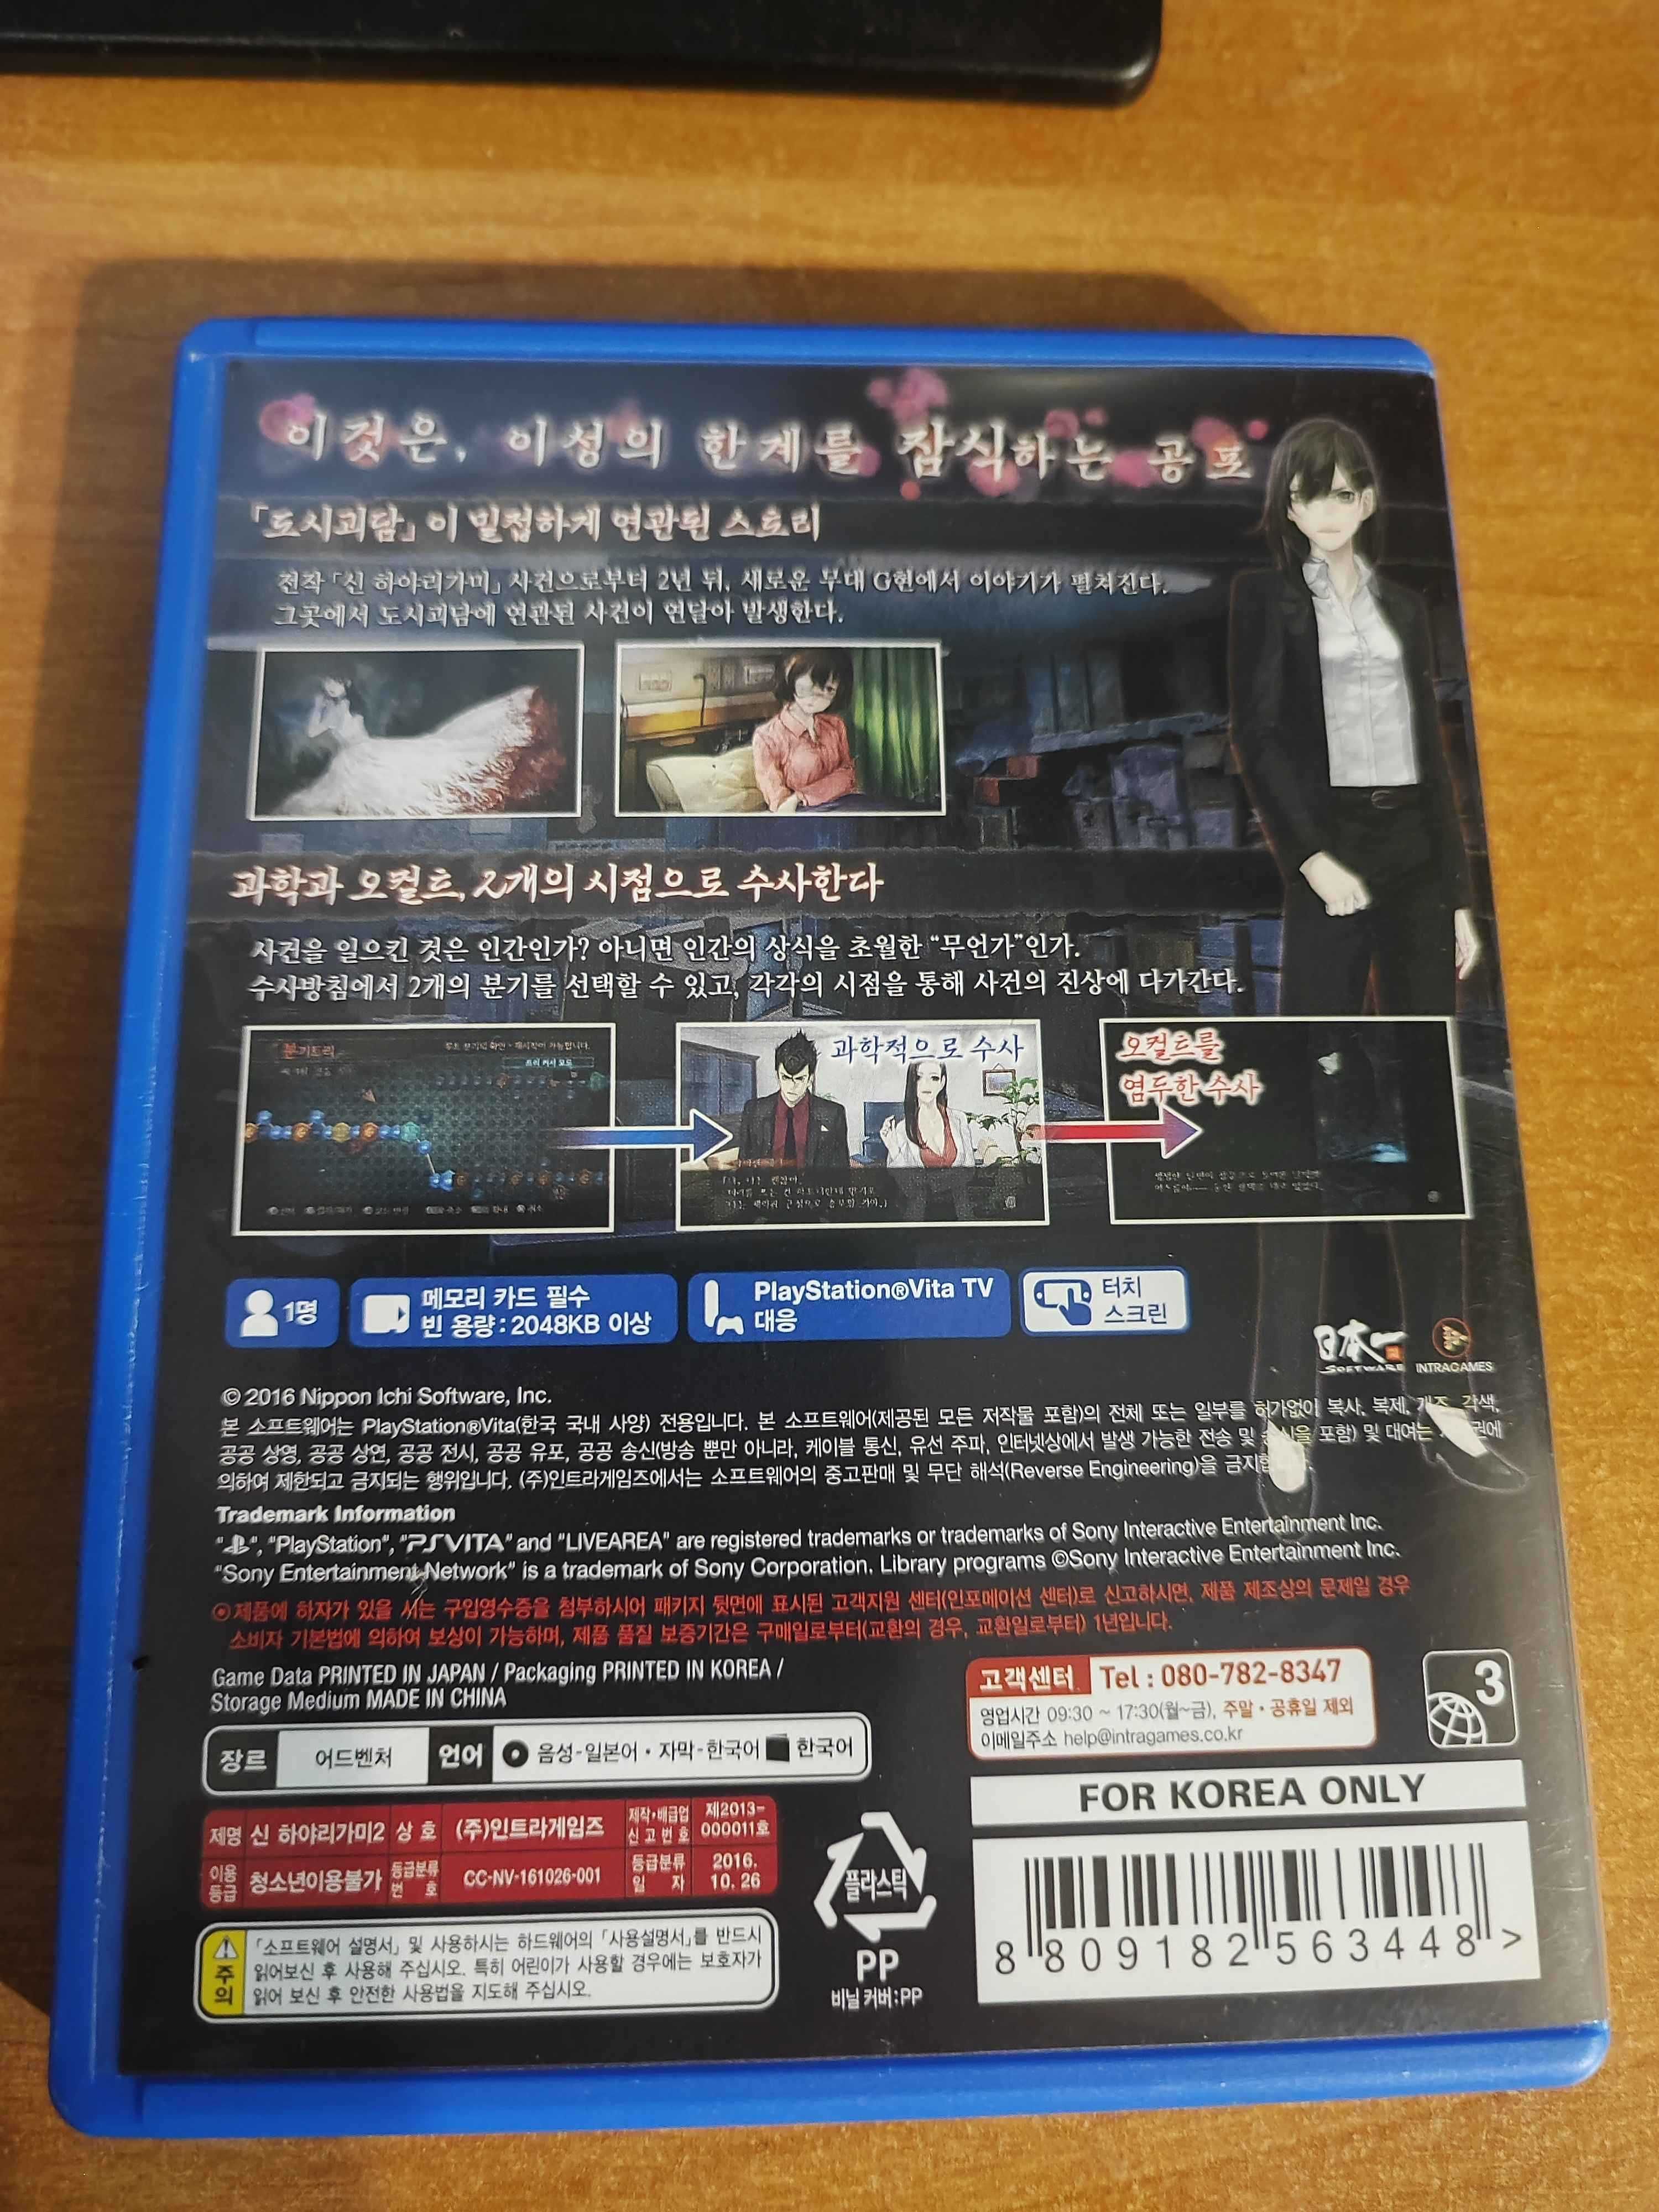 이것은, 이성의 한계를 잠식하는 공포
「도시괴담」이 밀접하게 연관된 스토리
전작 「신 하야리가미」 사건으로부터 2년 뒤, 새로운 무대 G현에서 이야기가 펼쳐진다.
그곳에서 도시괴담에 연관된 사건이 연달아 발생한다.
과학과 오컬트, 2개의 시점으로 수사한다
사건을 일으킨 것은 인간인가? 아니면 인간의 상식을 초월한 “무언가”인가.
수사방침에서 2개의 분기를 선택할 수 있고, 각각의 시점을 통해 사건의 진상에 다가간다.
분기트리
트리 커서 모드
과학적으로 수사
오컬트를
염두한 수사
1명
메모리 카드 필수
빈 용량 : 2048KB 이상
PlayStation®Vita TV
대응
터치
스크린
日本一
SOFTWARE
INTRAGAMES
© 2016 Nippon Ichi Software, Inc.
본 소프트웨어는 PlayStation®Vita(한국 국내 사양) 전용입니다. 본 소프트웨어(제공된 모든 저작물 포함)의 전체 또는 일부를 허가없이 복사, 복제, 개조, 각색,
공공 상영, 공공 상연, 공공 전시, 공공 유포, 공공 송신(방송 뿐만 아니라, 케이블 통신, 유선 주파, 인터넷상에서 발생 가능한 전송 및 포함) 및 대여는
의하여 제한되고 금지되는 행위입니다. (주)인트라게임즈에서는 소프트웨어의 중고판매 및 무단 해석(Reverse Engineering)을
Trademark Information
"", "PlayStation", "PSVITA" and "LIVEAREA" are registered trademarks or trademarks of Sony Interactive Entertainment Inc.
"Sony Entertainment Network" is a trademark of Sony Corporation. Library programs ©Sony Interactive Entertainment Inc.
⊙제품에 하자가 있을 시는 구입영수증을 첨부하시어 패키지 뒷면에 표시된 고객지원 센터(인포메이션 센터)로 신고하시면, 제품 제조상의 문제일 경우
소비자 기본법에 의하여 보상이 가능하며, 제품 품질 보증기간은 구매일로부터(교환의 경우, 교환일로부터) 1년입니다.
Game Data PRINTED IN JAPAN / Packaging PRINTED IN KOREA /
Storage Medium MADE IN CHINA
고객센터 Tel : 080-782-8347
영업시간 09:30 ~ 17:30(월~금), 주말・공휴일 제외
이메일주소 help@intragames.co.kr
3
장르 어드벤처 언어 음성-일본어・자막-한국어 한국어
FOR KOREA ONLY
제명 신 하야리가미2 상호 (주)인트라게임즈 제작・배급업 신고번호 제2013-000011호
이용등급 청소년이용불가 등급분류번호 CC-NV-161026-001 등급분류일자 2016. 10. 26
플라스틱
PP
비닐 커버:PP
주의
「소프트웨어 설명서」 및 사용하시는 하드웨어의 「사용설명서」를 반드시
읽어보신 후 사용해 주십시오. 특히 어린이가 사용할 경우에는 보호자가
읽어 보신 후 안전한 사용법을 지도해 주십시오.
8 809182 563448 >